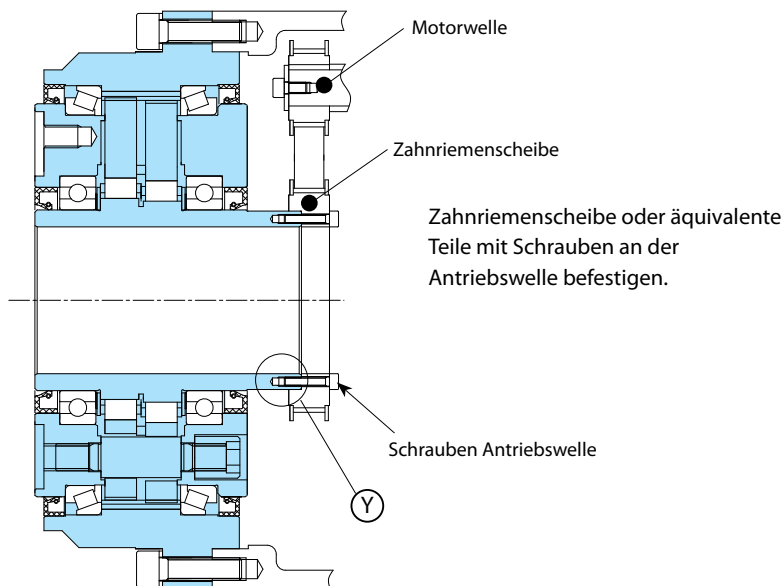 Motorwelle
Zahnriemenscheibe
Zahnriemenscheibe oder äquivalente
Teile mit Schrauben an der
Antriebswelle befestigen.
Schrauben Antriebswelle
Y